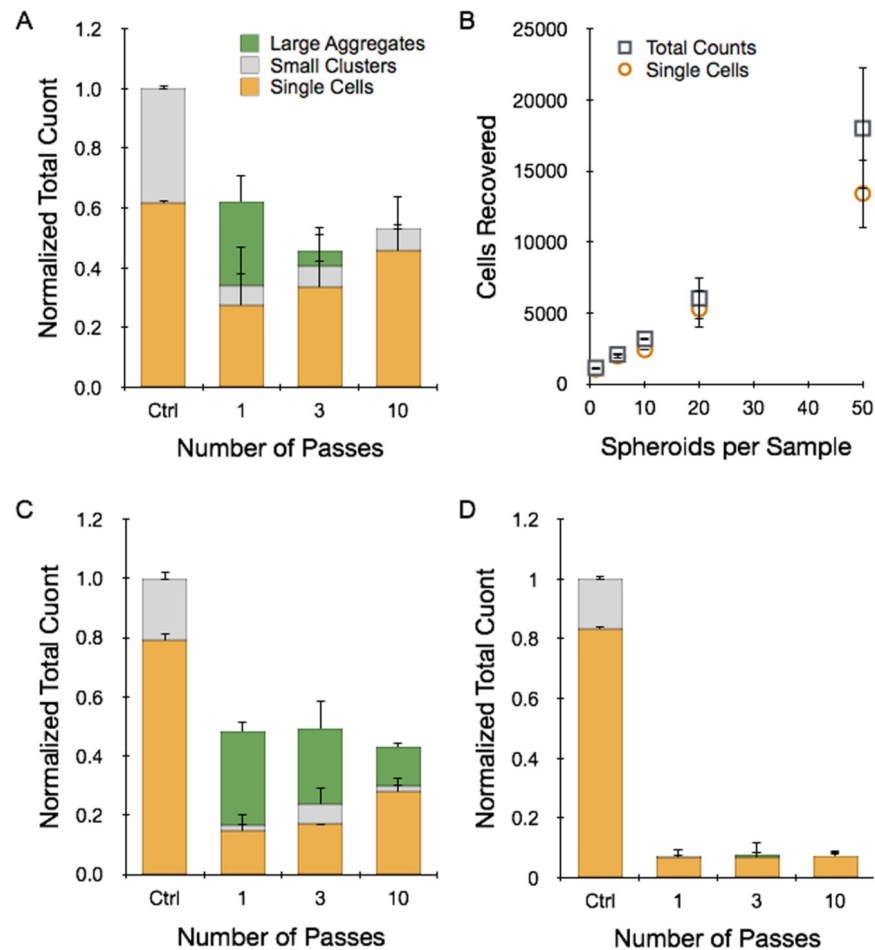 A
1.2
1.0
0.8
0.6
0.4
0.2
0.0
Normalized Total Cuont
Large Aggregates
Small Clusters
Single Cells
Ctrl 1 3 10
Number of Passes
B
25000
20000
15000
10000
5000
0
Cells Recovered
Total Counts
Single Cells
0 10 20 30 40 50
Spheroids per Sample
C
1.2
1.0
0.8
0.6
0.4
0.2
0.0
Normalized Total Cuont
Ctrl 1 3 10
Number of Passes
D
1.2
1
0.8
0.6
0.4
0.2
0
Normalized Total Cuont
Ctrl 1 3 10
Number of Passes